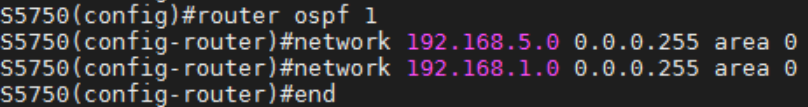 S5750(config)#router ospf 1
S5750(config-router)#network 192.168.5.0 0.0.0.255 area 0
S5750(config-router)#network 192.168.1.0 0.0.0.255 area 0
S5750(config-router)#end